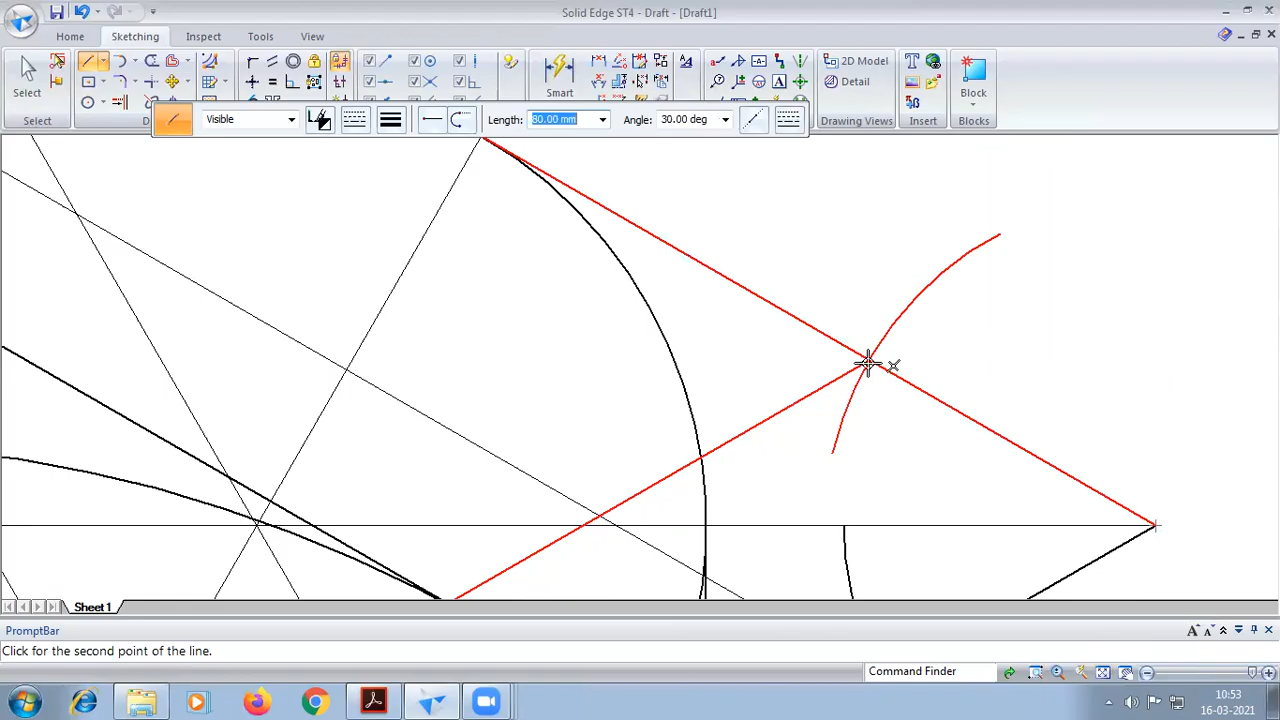 Solid Edge ST4 - Draft - [Draft1]
Home Sketching Inspect Tools View
Select
Smart
2D Model
Detail
Block
Select
D
Drawing Views
Insert
Blocks
Visible
Length: 80.00 mm
Angle: 30.00 deg
Sheet1
PromptBar
Click for the second point of the line.
Command Finder
10:53
16-03-2021